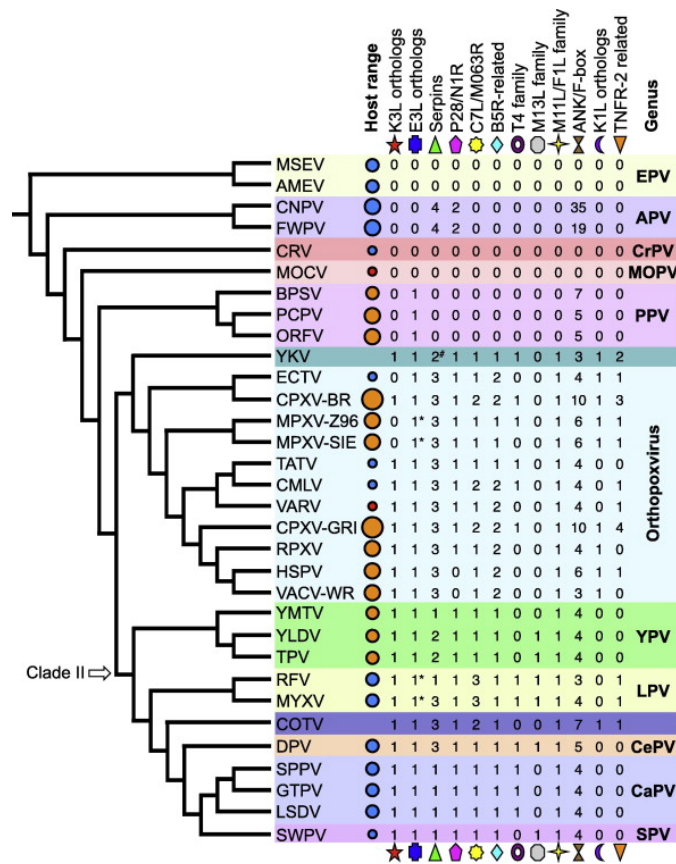 Host range
K3L orthologs
E3L orthologs
Serpins
P28/N1R
C7L/M063R
B5R-related
T4 family
M13L family
M11L/F1L family
ANK/F-box
K1L orthologs
TNFR-2 related
Genus
MSEV 0 0 0 0 0 0 0 0 0 0 0 0
EPV
AMEV 0 0 0 0 0 0 0 0 0 0 0 0
CNPV 0 0 4 2 0 0 0 0 0 35 0 0
APV
FWPV 0 0 4 2 0 0 0 0 0 19 0 0
CRV 0 0 0 0 0 0 0 0 0 0 0 0 CrPV
MOCV 0 0 0 0 0 0 0 0 0 0 0 0 MOPV
BPSV 0 1 0 0 0 0 0 0 0 7 0 0
PCPV 0 1 0 0 0 0 0 0 0 5 0 0 PPV
ORFV 0 1 0 0 0 0 0 0 0 5 0 0
YKV 1 1 2# 1 1 1 1 0 1 3 1 2
ECTV 0 1 3 1 1 2 0 0 1 4 1 1
CPXV-BR 1 1 3 1 2 2 1 0 1 10 1 3
MPXV-Z96 0 1* 3 1 1 1 1 0 1 6 1 1
MPXV-SIE 0 1* 3 1 1 1 0 0 1 6 1 1
TATV 1 1 3 1 1 1 1 0 1 4 0 0
CMLV 1 1 3 1 2 2 1 0 1 4 0 0
Orthopoxvirus
VARV 1 1 3 1 1 2 0 0 1 4 0 0
CPXV-GRI 1 1 3 1 2 2 1 0 1 10 1 4
RPXV 1 1 3 1 1 2 0 0 1 4 1 0
HSPV 1 1 3 0 1 2 0 0 1 6 1 1
VACV-WR 1 1 3 0 1 2 0 0 1 3 1 0
YMTV 1 1 1 1 1 1 1 0 1 4 0 0
YLDV 1 1 2 1 1 1 0 1 1 4 0 0 YPV
TPV 1 1 2 1 1 1 0 1 1 4 0 0
Clade II
RFV 1 1* 1 1 3 1 1 1 1 3 0 1
LPV
MYXV 1 1* 3 1 3 1 1 1 1 4 0 1
COTV 1 1 3 1 2 1 0 0 1 7 1 1
DPV 1 1 3 1 1 1 1 1 1 5 0 0 CePV
SPPV 1 1 1 1 1 1 1 0 1 4 0 0
GTPV 1 1 1 1 1 1 1 0 1 4 0 0 CaPV
LSDV 1 1 1 1 1 1 1 0 1 4 0 0
SWPV 1 1 1 1 1 1 1 0 1 4 0 0 SPV